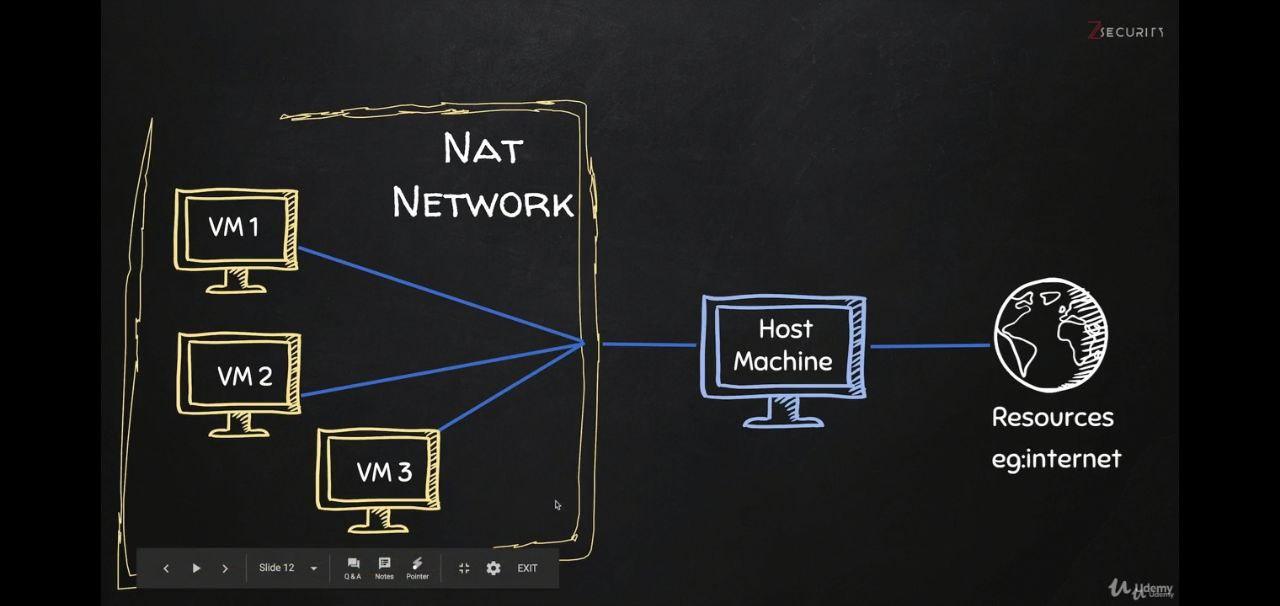 ZSECURITY
NAT
NETWORK
VM 1
VM 2
VM 3
Host
Machine
Resources
eg:internet
Slide 12
Q & A
Notes
Pointer
EXIT
Udemy
Udemy